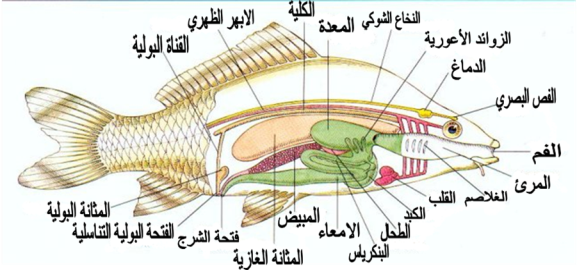 الكلية
النخاع الشوكي
المعدة
الابهر الظهري
الزوائد الأعورية
القناة البولية
الدماغ
الفص البصري
الفم
المرئ
الغلاصم
القلب
الكبد
الطحال
البنكرياس
الامعاء
المبيض
المثانة الغازية
فتحة الشرج
الفتحة البولية التناسلية
المثانة البولية